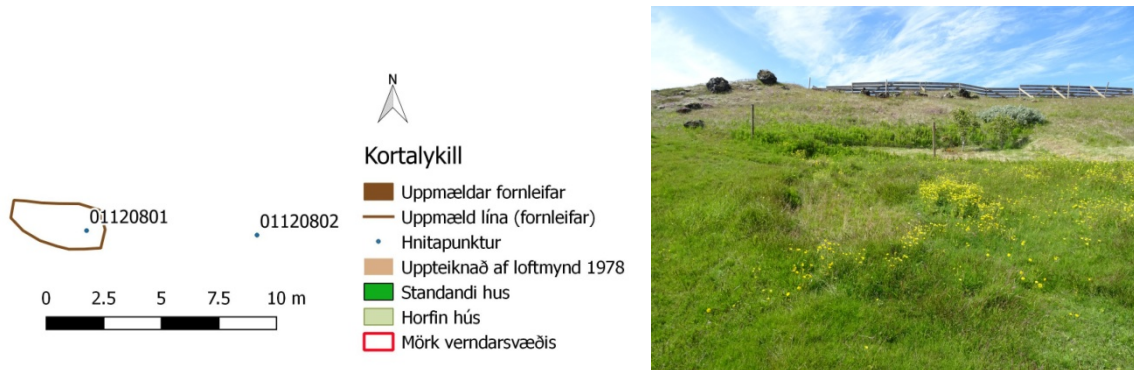 N
Kortalykill
Uppmældar fornleifar
Uppmæld lína (fornleifar)
Hnitapunktur
Uppteiknað af loftmynd 1978
Standandi hus
Horfin hús
Mörk verndarsvæðis
01120801
01120802
0 2.5 5 7.5 10 m